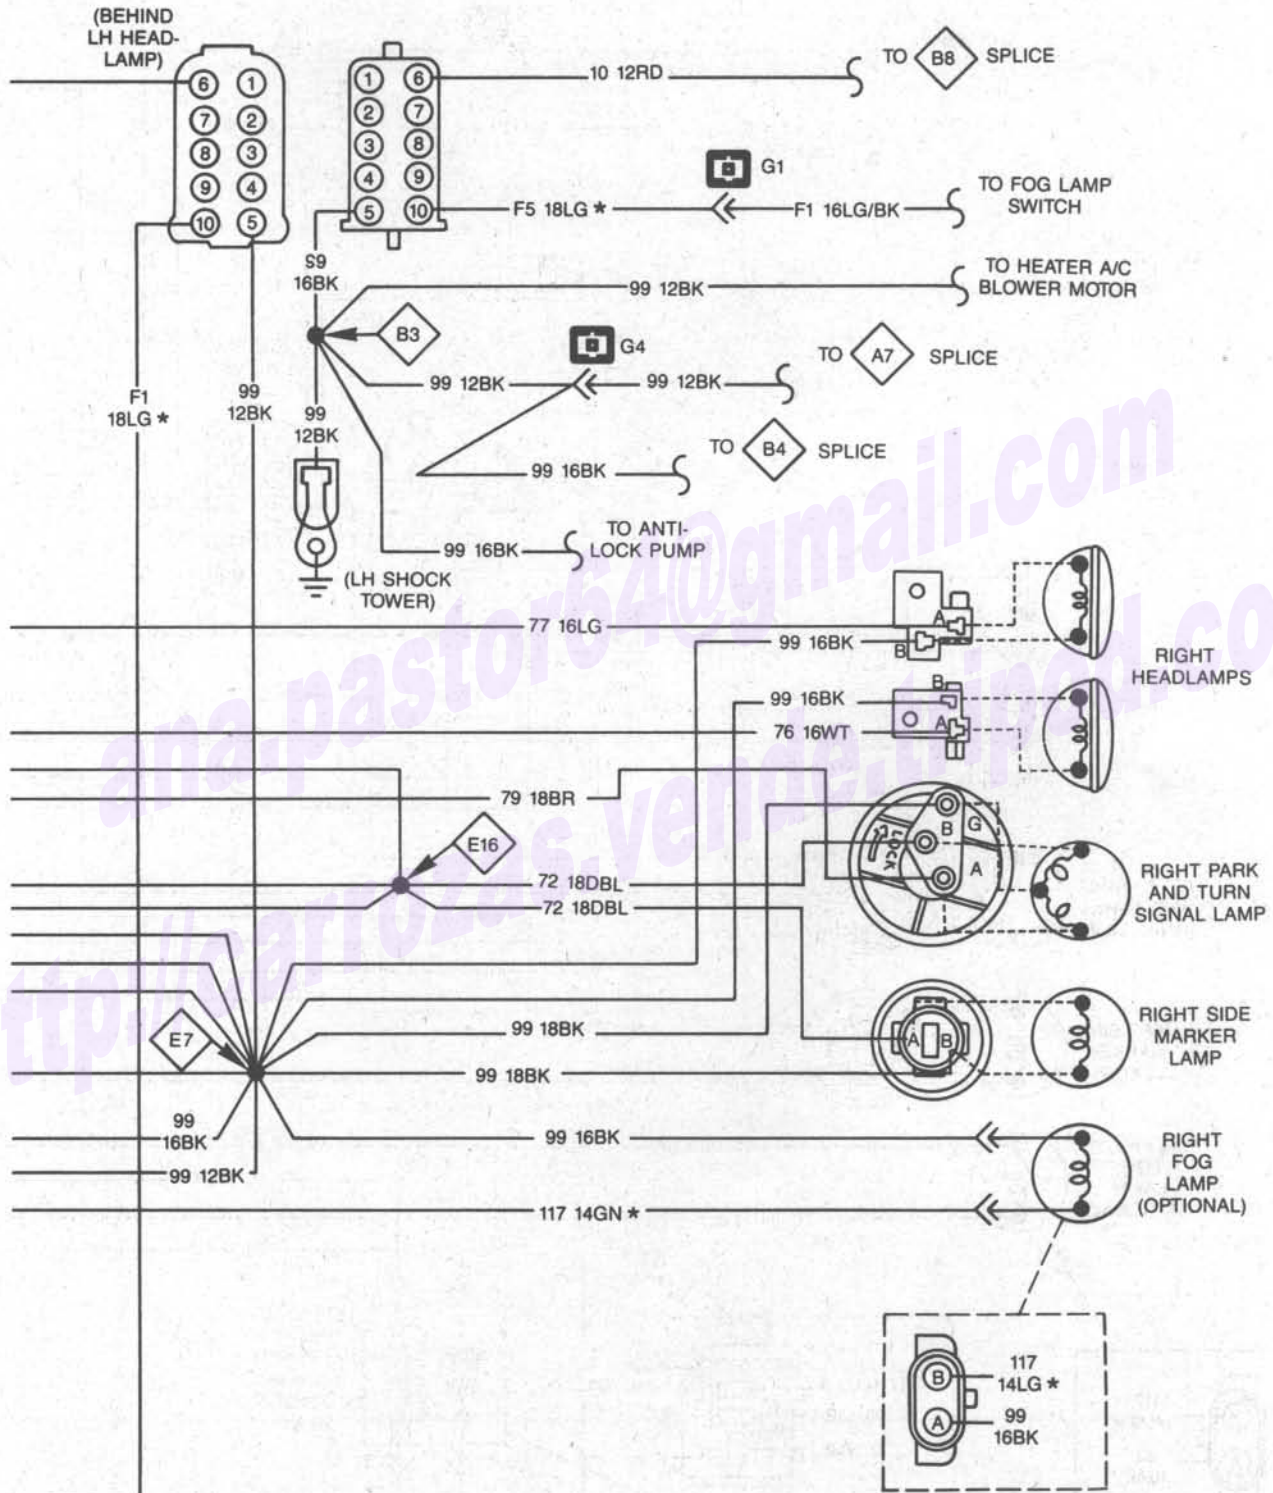 (BEHIND
LH HEAD-
LAMP)
6 1
7 2
8 3
9 4
10 5
1 6
2 7
3 8
4 9
5 10
10 12RD
TO B8 SPLICE
G1
F5 18LG *
F1 16LG/BK
TO FOG LAMP
SWITCH
99
16BK
99 12BK
TO HEATER A/C
BLOWER MOTOR
B3
G4
99 12BK
99 12BK
TO A7 SPLICE
F1
18LG *
99
12BK
99
12BK
99 16BK
TO B4 SPLICE
99 16BK
TO ANTI-
LOCK PUMP
(LH SHOCK
TOWER)
77 16LG
99 16BK
A
B
RIGHT
HEADLAMPS
99 16BK
76 16WT
B
A
79 18BR
E16
72 18DBL
72 18DBL
B
G
A
LOCK
RIGHT PARK
AND TURN
SIGNAL LAMP
E7
99 18BK
99 18BK
A B
RIGHT SIDE
MARKER
LAMP
99
16BK
99 16BK
99 12BK
RIGHT
FOG
LAMP
(OPTIONAL)
117 14GN *
B
117
14LG *
A
99
16BK
ana.pastor64@gmail.com
ttp://carrozas.vende.tripod.co